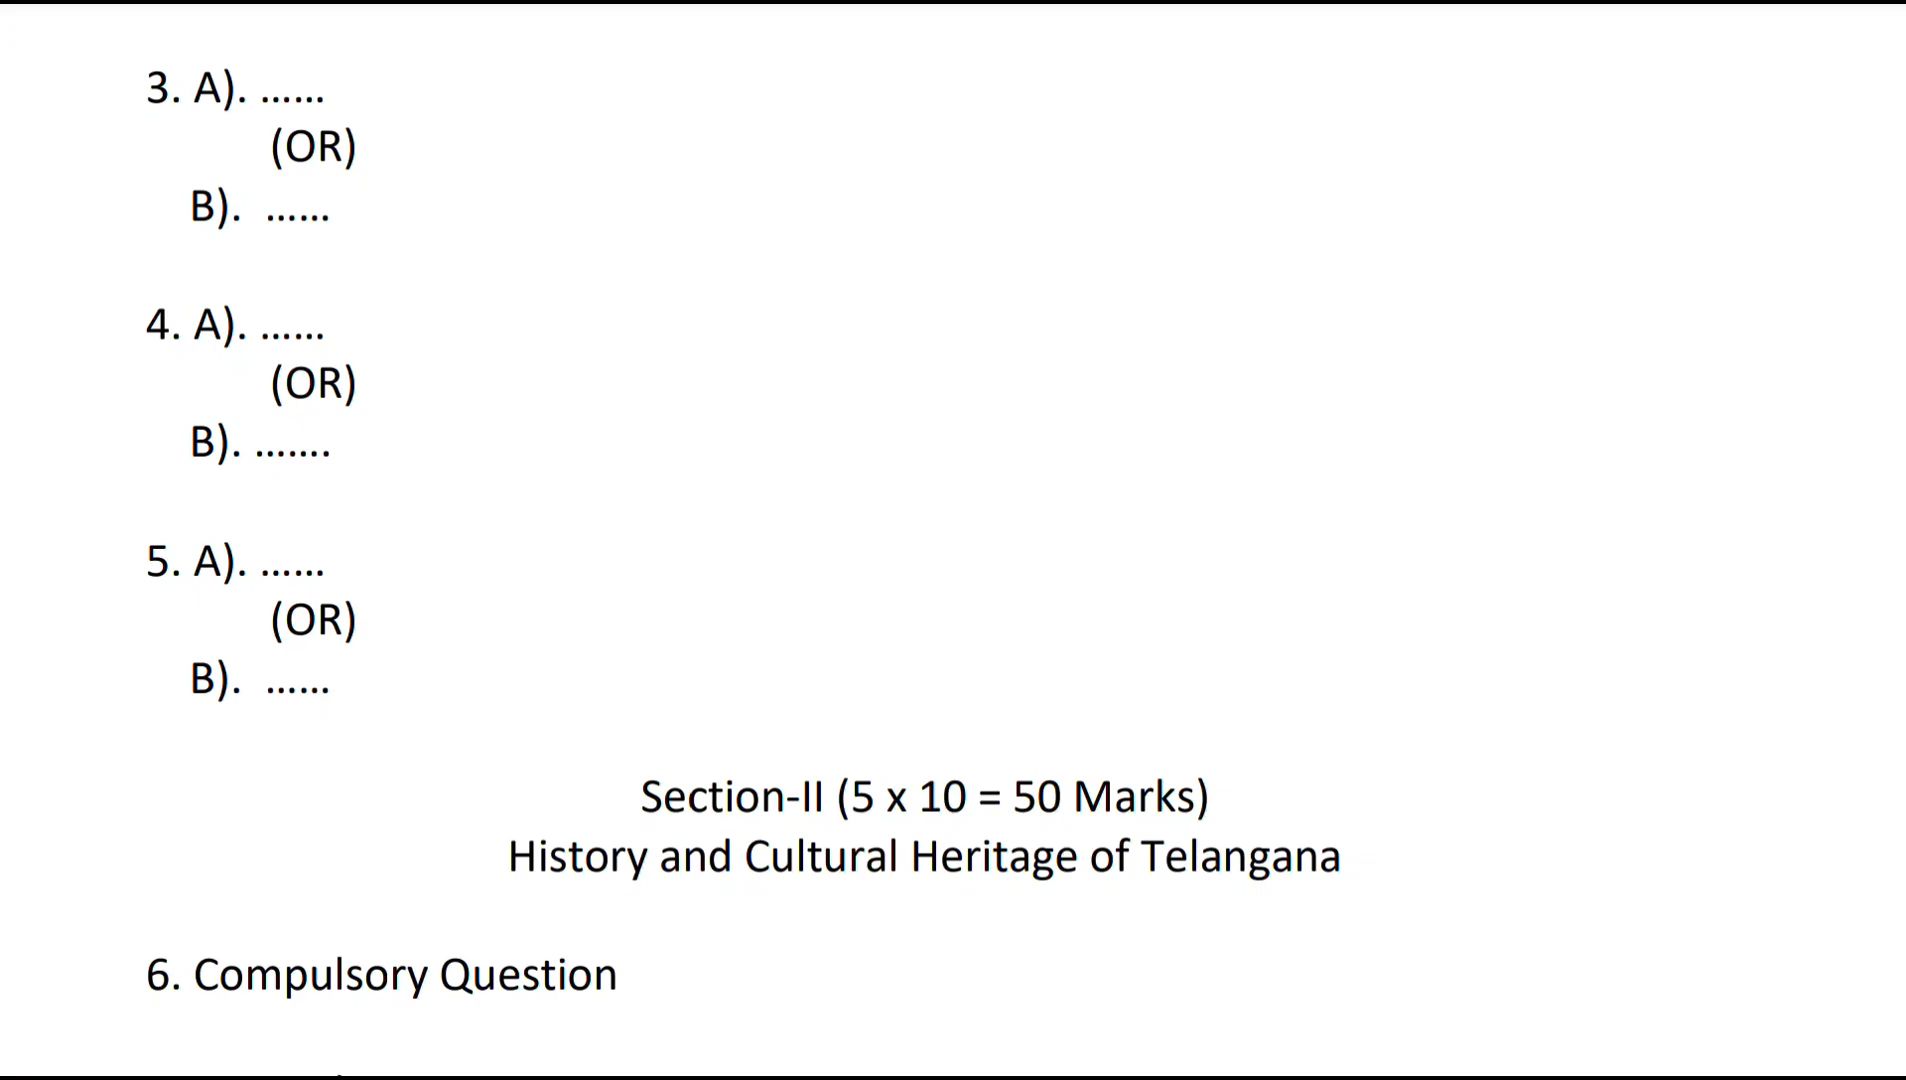 3. A). ......
(OR)
B). ......
4. A). ......
(OR)
B). .......
5. A). ......
(OR)
B). ......
Section-II (5 x 10 = 50 Marks)
History and Cultural Heritage of Telangana
6. Compulsory Question